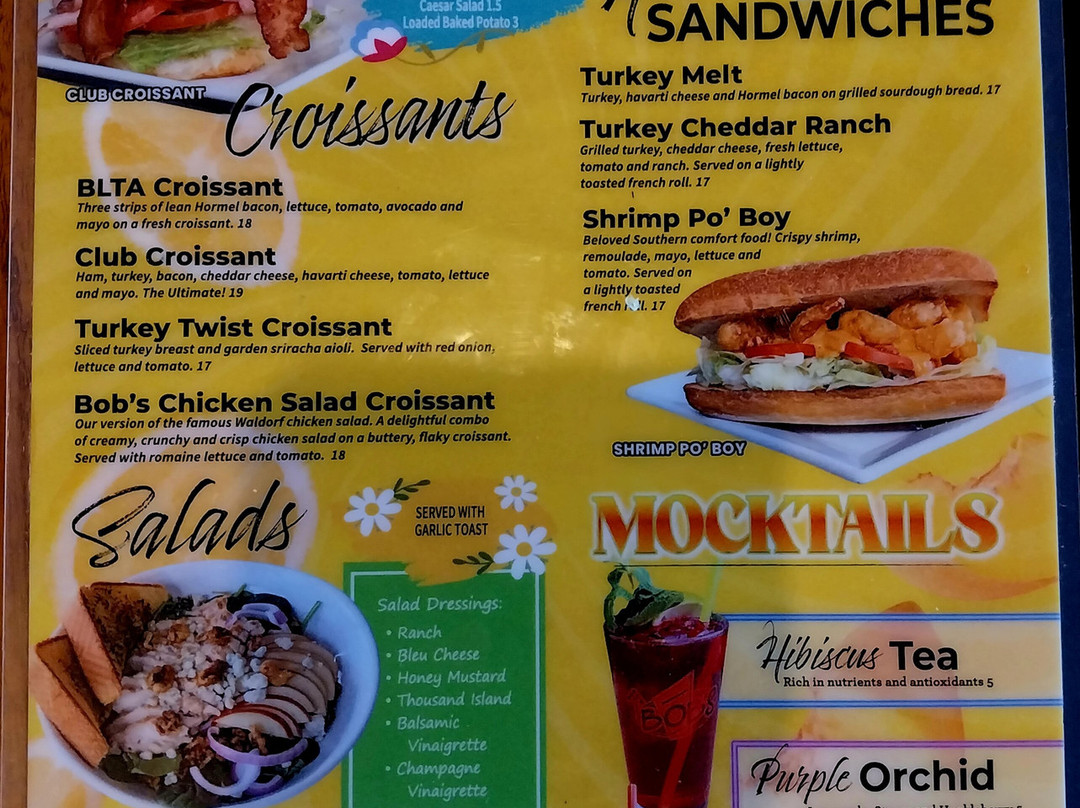 Caesar Salad 1.5
Loaded Baked Potato 3
CLUB CROISSANT
Croissants
BLTA Croissant
Three strips of lean Hormel bacon, lettuce, tomato, avocado and
mayo on a fresh croissant. 18
Club Croissant
Ham, turkey, bacon, cheddar cheese, havarti cheese, tomato, lettuce
and mayo. The Ultimate! 19
Turkey Twist Croissant
Sliced turkey breast and garden sriracha aioli. Served with red onion,
lettuce and tomato. 17
Bob's Chicken Salad Croissant
Our version of the famous Waldorf chicken salad. A delightful combo
of creamy, crunchy and crisp chicken salad on a buttery, flaky croissant.
Served with romaine lettuce and tomato. 18
Salads
SERVED WITH
GARLIC TOAST
Salad Dressings:
• Ranch
• Bleu Cheese
• Honey Mustard
• Thousand Island
• Balsamic
Vinaigrette
• Champagne
Vinaigrette
SANDWICHES
Turkey Melt
Turkey, havarti cheese and Hormel bacon on grilled sourdough bread. 17
Turkey Cheddar Ranch
Grilled turkey, cheddar cheese, fresh lettuce,
tomato and ranch. Served on a lightly
toasted french roll. 17
Shrimp Po' Boy
Beloved Southern comfort food! Crispy shrimp,
remoulade, mayo, lettuce and
tomato. Served on
a lightly toasted
french roll. 17
SHRIMP PO' BOY
MOCKTAILS
BOB'S
Hibiscus Tea
Rich in nutrients and antioxidants 5
Purple Orchid